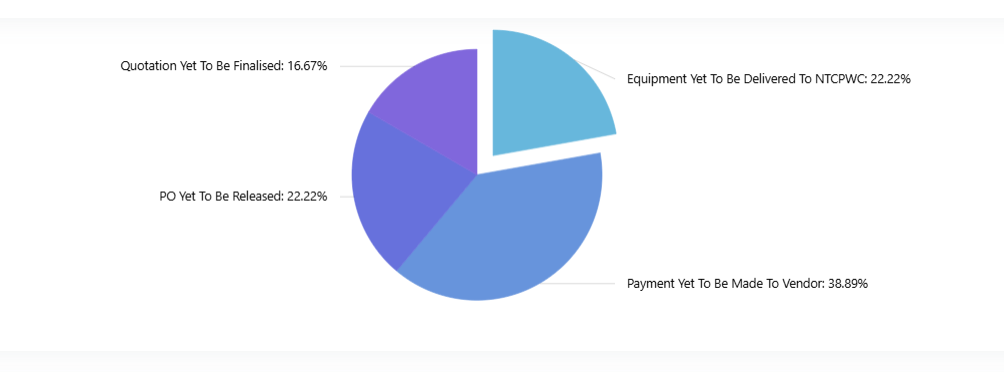 Quotation Yet To Be Finalised: 16.67%
Equipment Yet To Be Delivered To NTCPWC: 22.22%
PO Yet To Be Released: 22.22%
Payment Yet To Be Made To Vendor: 38.89%